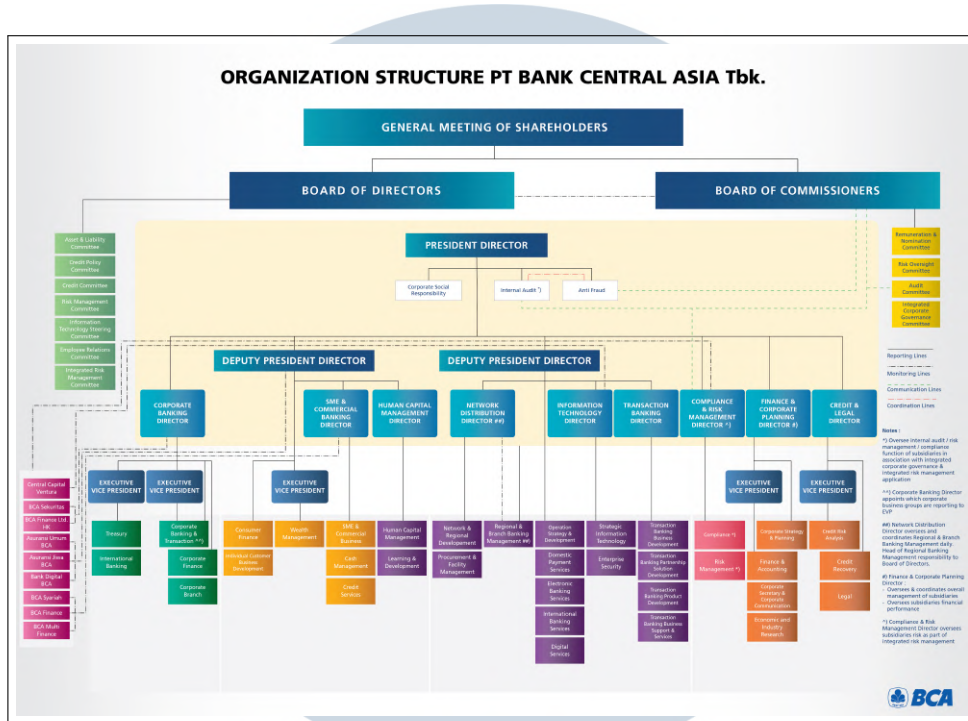 ORGANIZATION STRUCTURE PT BANK CENTRAL ASIA Tbk.
GENERAL MEETING OF SHAREHOLDERS
BOARD OF DIRECTORS
BOARD OF COMMISSIONERS
Asset & Liability
Committee
Credit Policy
Committee
Credit Committee
Risk Management
Committee
Information
Technology Steering
Committee
Employee Relations
Committee
Integrated Risk
Management
Committee
PRESIDENT DIRECTOR
Corporate Social
Responsibility
Internal Audit *)
Anti Fraud
Remuneration &
Nomination
Committee
Risk Oversight
Committee
Audit
Committee
Integrated
Corporate
Governance
Committee
Reporting Lines
Monitoring Lines
Communication Lines
Coordination Lines
DEPUTY PRESIDENT DIRECTOR
DEPUTY PRESIDENT DIRECTOR
CORPORATE
BANKING
DIRECTOR
SME &
COMMERCIAL
BANKING
DIRECTOR
HUMAN CAPITAL
MANAGEMENT
DIRECTOR
NETWORK
DISTRIBUTION
DIRECTOR ##)
INFORMATION
TECHNOLOGY
DIRECTOR
TRANSACTION
BANKING
DIRECTOR
COMPLIANCE
& RISK
MANAGEMENT
DIRECTOR ^)
FINANCE &
CORPORATE
PLANNING
DIRECTOR #)
CREDIT &
LEGAL
DIRECTOR
EXECUTIVE
VICE PRESIDENT
EXECUTIVE
VICE PRESIDENT
EXECUTIVE
VICE PRESIDENT
EXECUTIVE
VICE PRESIDENT
EXECUTIVE
VICE PRESIDENT
Central Capital
Ventura
BCA Sekuritas
BCA Finance Ltd.
HK
Asuransi Umum
BCA
Asuransi Jiwa
BCA
Bank Digital
BCA
BCA Syariah
BCA Finance
BCA Multi
Finance
Treasury
International
Banking
Corporate
Banking &
Transaction **)
Corporate
Finance
Corporate
Branch
Consumer
Finance
Individual Customer
Business
Development
Wealth
Management
SME &
Commercial
Business
Cash
Management
Credit
Services
Human Capital
Management
Learning &
Development
Network &
Regional
Development
Procurement &
Facility
Management
Regional &
Branch Banking
Management ##)
Operation
Strategy &
Development
Domestic
Payment
Services
Electronic
Banking
Services
International
Banking
Services
Digital
Services
Strategic
Information
Technology
Enterprise
Security
Transaction
Banking
Business
Development
Transaction
Banking Partnership
Solution
Development
Transaction
Banking Product
Development
Transaction
Banking Business
Support &
Services
Compliance *)
Risk
Management *)
Corporate Strategy
& Planning
Finance &
Accounting
Corporate
Secretary &
Corporate
Communication
Economic and
Industry
Research
Credit Risk
Analysis
Credit
Recovery
Legal
Notes :
*) Oversee internal audit / risk
management / compliance
function of subsidiaries in
association with integrated
corporate governance &
integrated risk management
application
**) Corporate Banking Director
appoints which corporate
business groups are reporting to
EVP
##) Network Distribution
Director oversees and
coordinates Regional & Branch
Banking Management daily.
Head of Regional Banking
Management responsibility to
Board of Directors.
#) Finance & Corporate Planning
Director :
- Oversees & coordinates overall
management of subsidiaries
- Oversees subsidiaries financial
performance
^) Compliance & Risk
Management Director oversees
subsidiaries risk as part of
integrated risk management
BCA